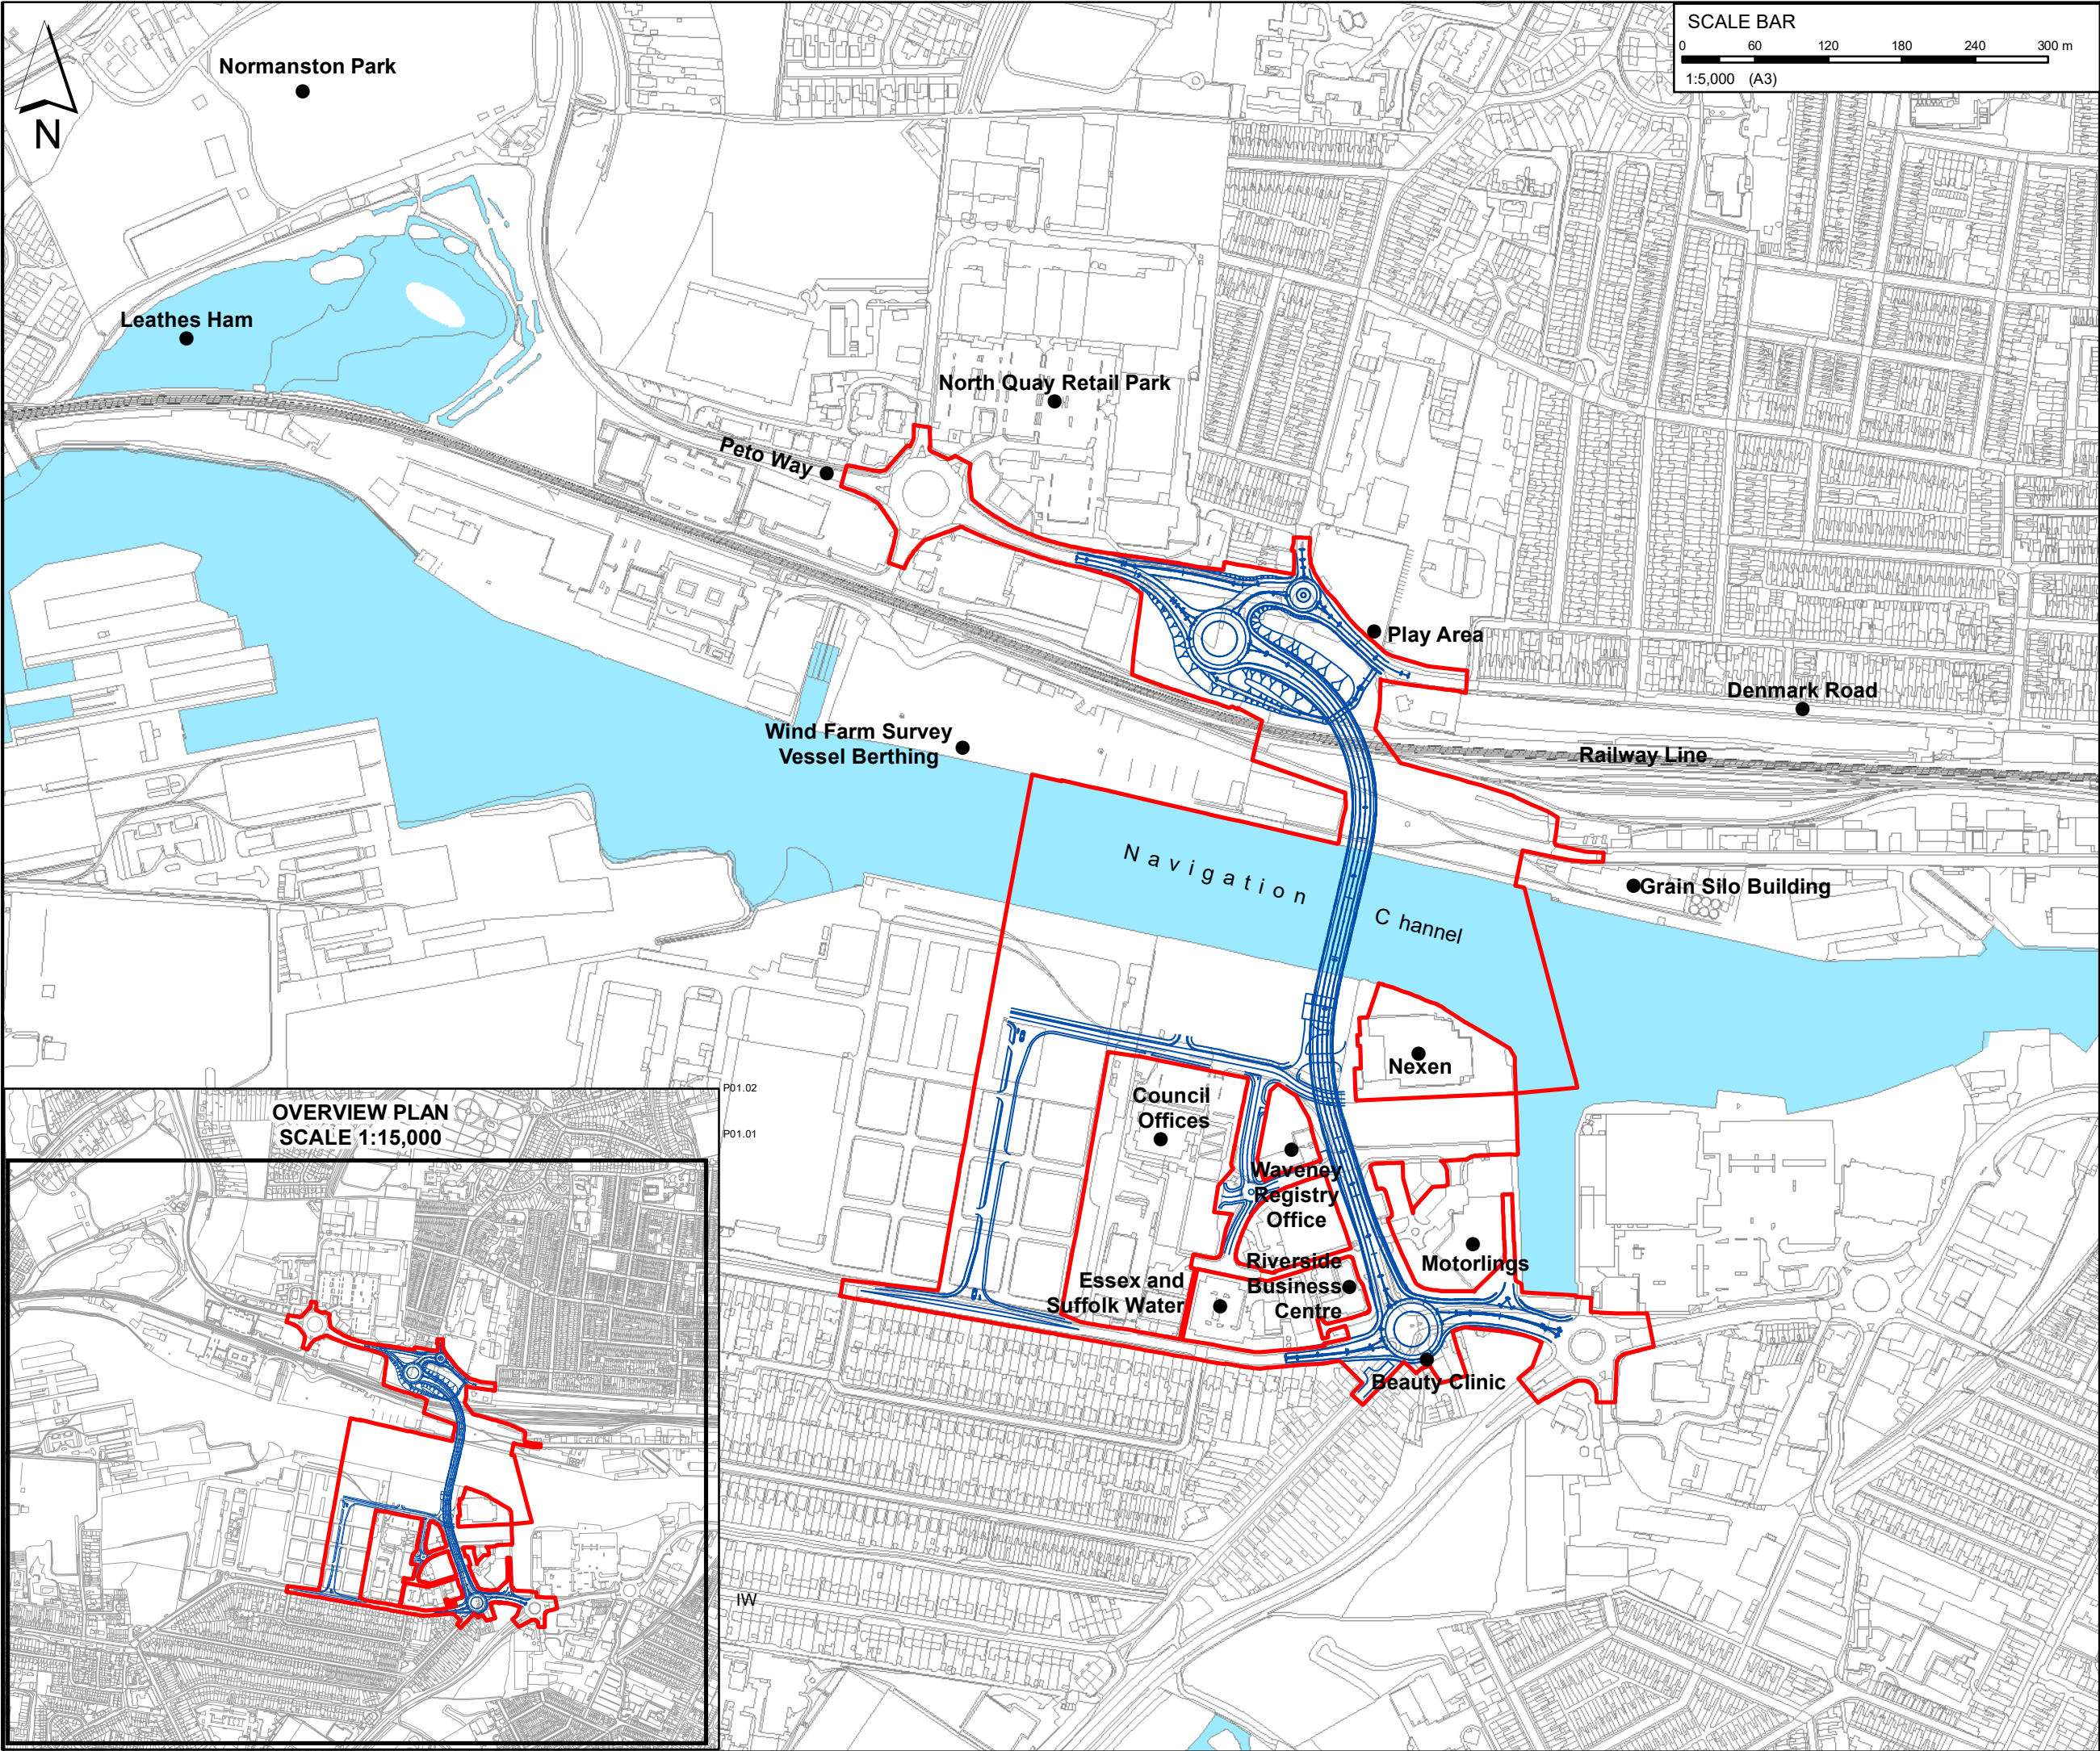 SCALE BAR
0 60 120 180 240 300 m
1:5,000 (A3)
N
Normanston Park
Leathes Ham
North Quay Retail Park
Peto Way
Play Area
Denmark Road
Wind Farm Survey
Vessel Berthing
Railway Line
Navigation Channel
Grain Silo Building
Nexen
Council
Offices
Waveney
Registry
Office
Riverside
Business
Centre
Essex and
Suffolk Water
Motorlings
Beauty Clinic
P01.02
P01.01
IW
OVERVIEW PLAN
SCALE 1:15,000